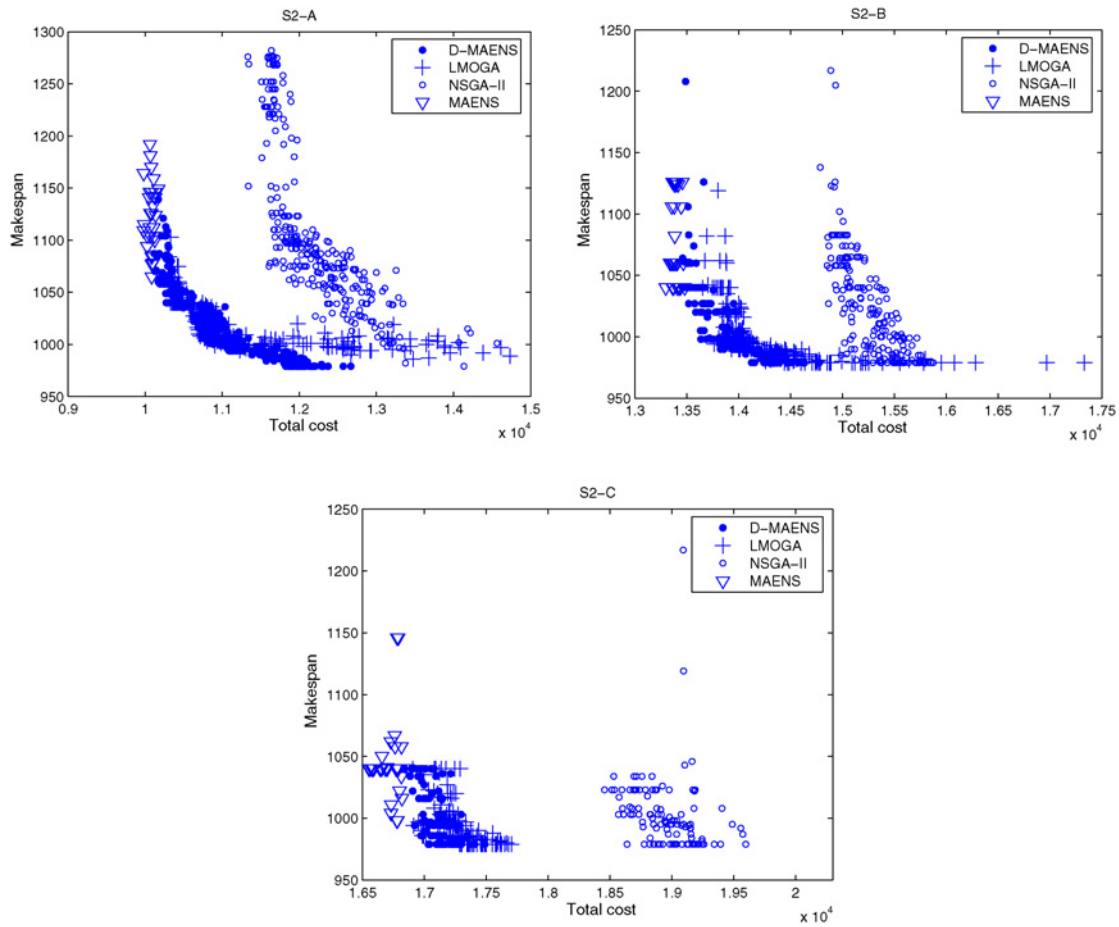 S2-A
1300
1250
1200
1150
1100
1050
1000
950
Makespan
0.9 1 1.1 1.2 1.3 1.4 1.5
Total cost
x 10^4
D-MAENS
LMOGA
NSGA-II
MAENS
S2-B
1250
1200
1150
1100
1050
1000
950
Makespan
1.3 1.35 1.4 1.45 1.5 1.55 1.6 1.65 1.7 1.75
Total cost
x 10^4
D-MAENS
LMOGA
NSGA-II
MAENS
S2-C
1250
1200
1150
1100
1050
1000
950
900
Makespan
1.65 1.7 1.75 1.8 1.85 1.9 1.95 2
Total cost
x 10^4
D-MAENS
LMOGA
NSGA-II
MAENS